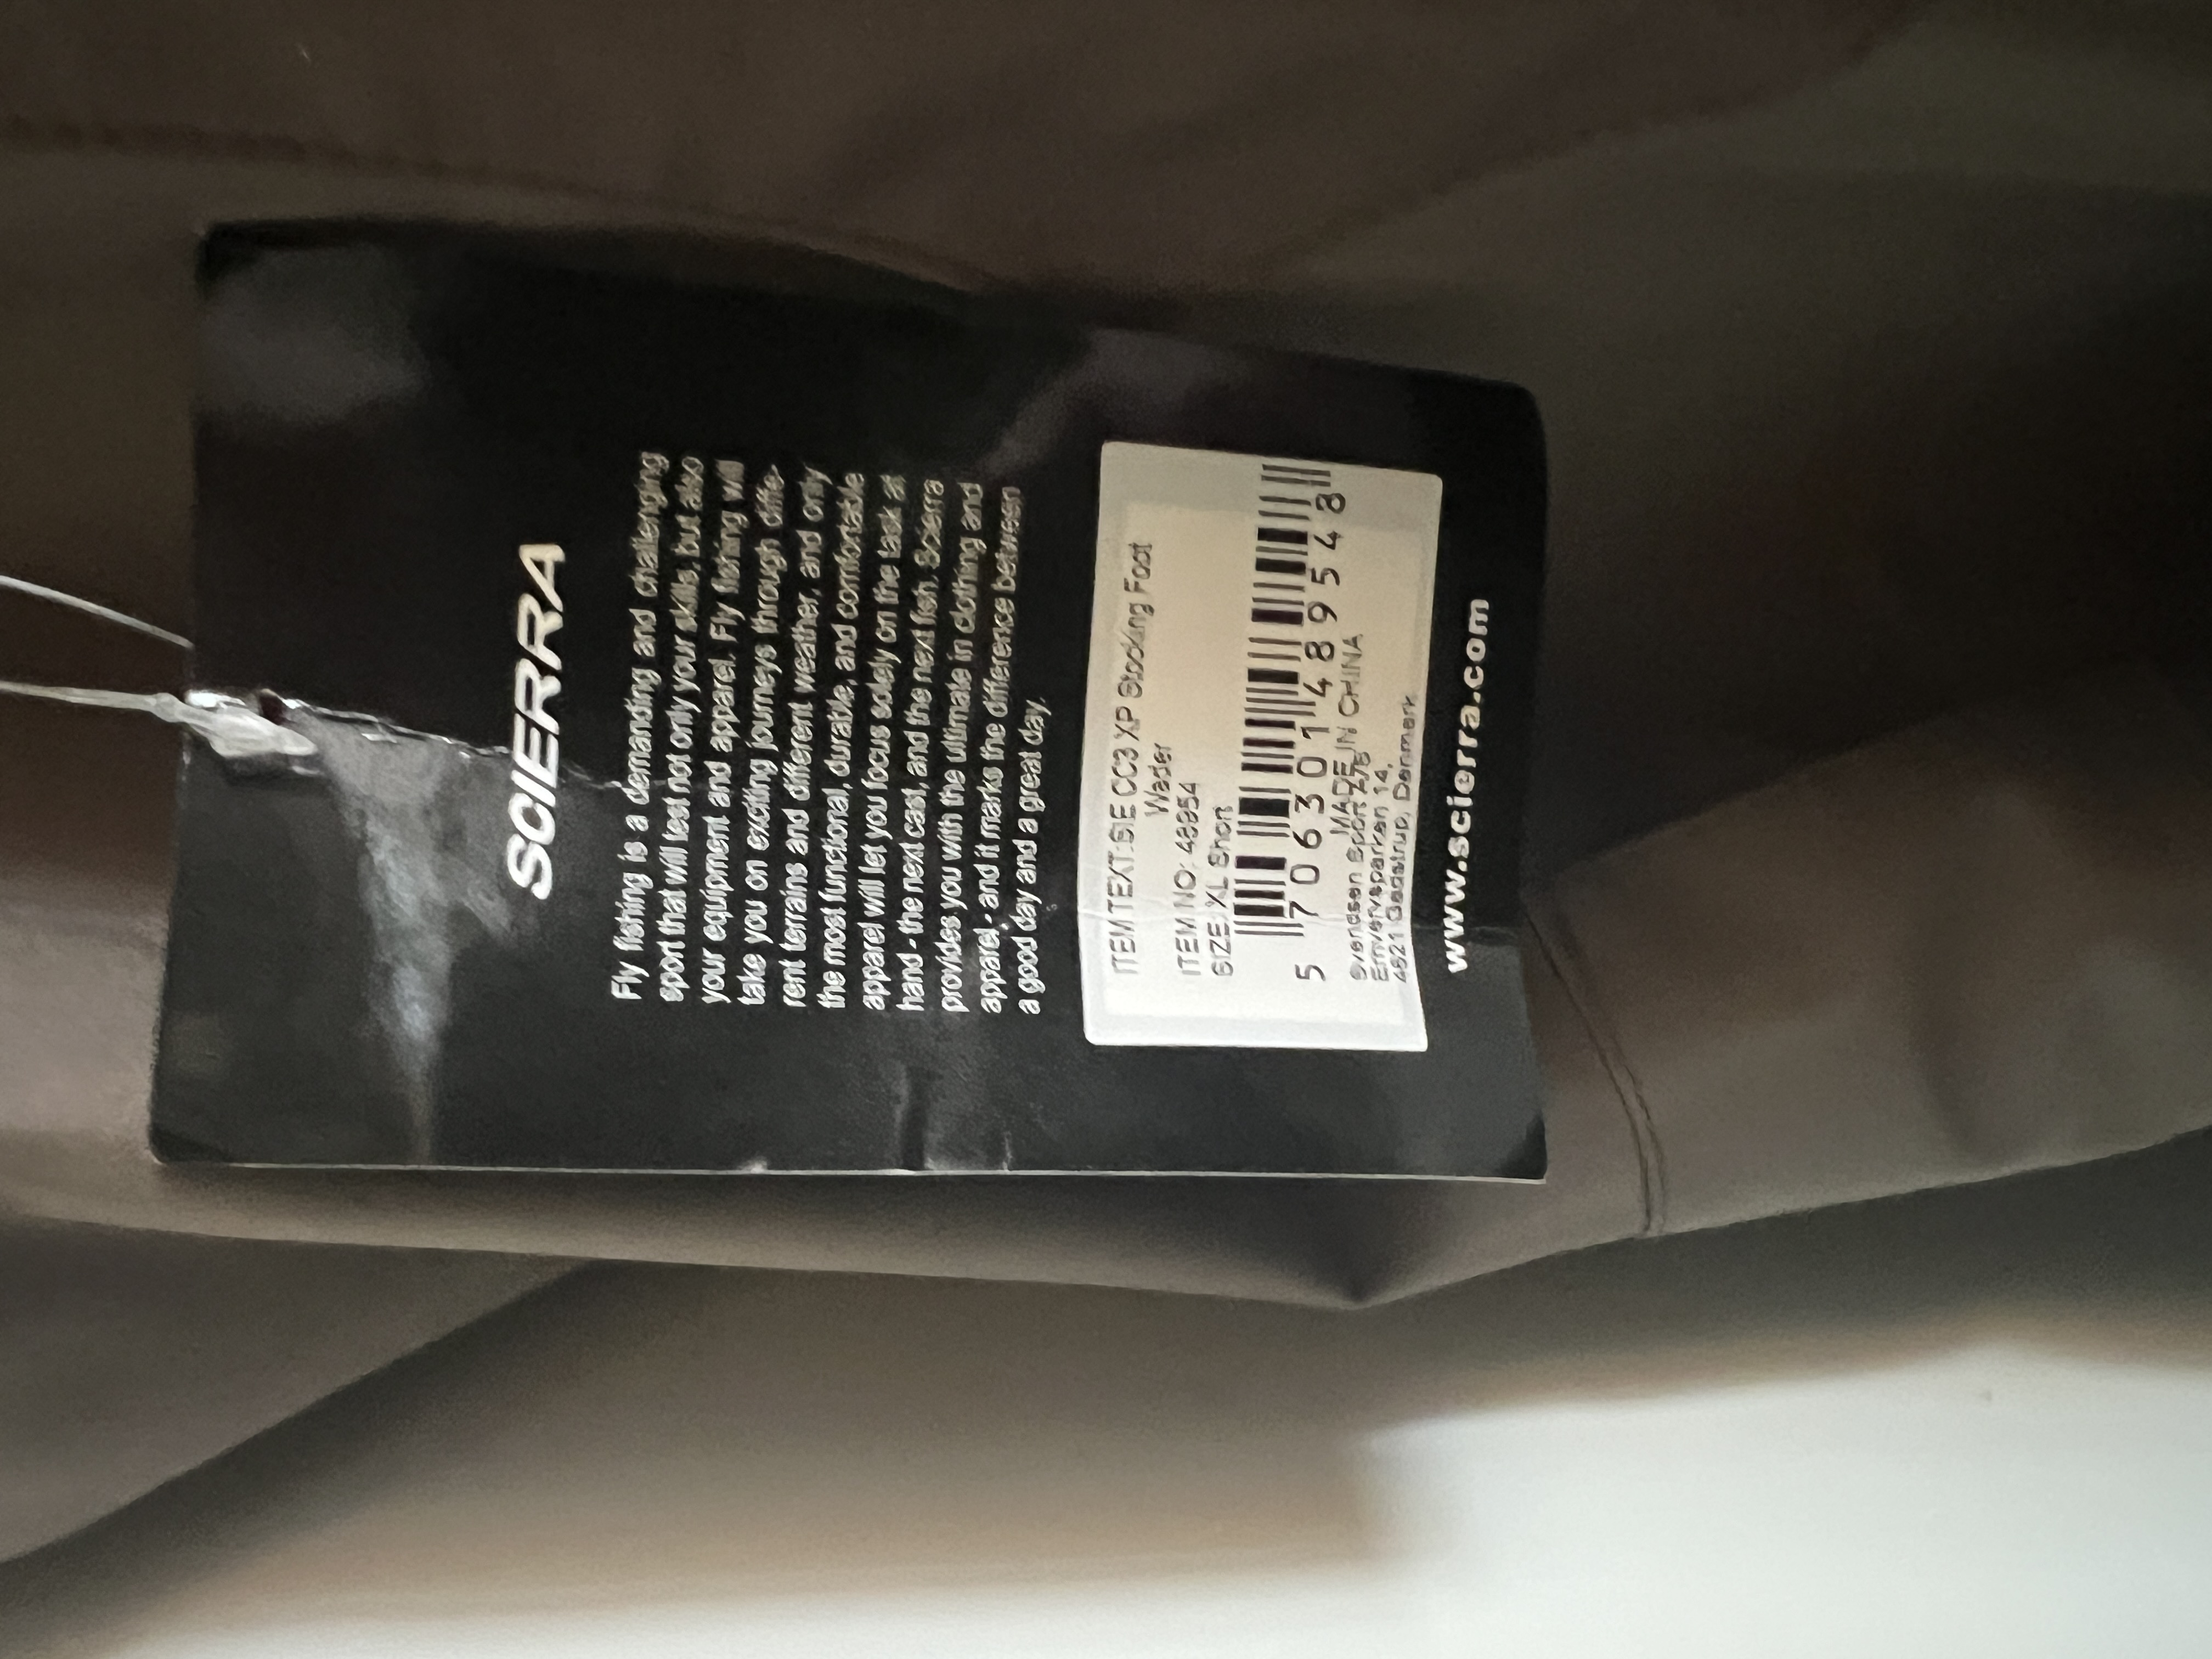 SCIERRA
Fly fishing is a demanding and challenging
sport that will test not only your skills, but also
your equipment and apparel. Fly fishing will
take you on exciting journeys through diffe-
rent terrains and different weather, and only
the most functional, durable, and comfortable
apparel will let you focus solely on the task at
hand - the next cast, and the next fish. Scierra
provides you with the ultimate in clothing and
apparel - and it marks the difference between
a good day and a great day.
ITEM TEXT:SIE CC3 XP Stocking Foot
Wader
ITEM NO: 48954
SIZE: XL Short
5 706301 489548
MADE IN CHINA
Svendsen Sport A/S
Erhvervsparken 14,
4621 Gadstrup, Denmark
www.scierra.com